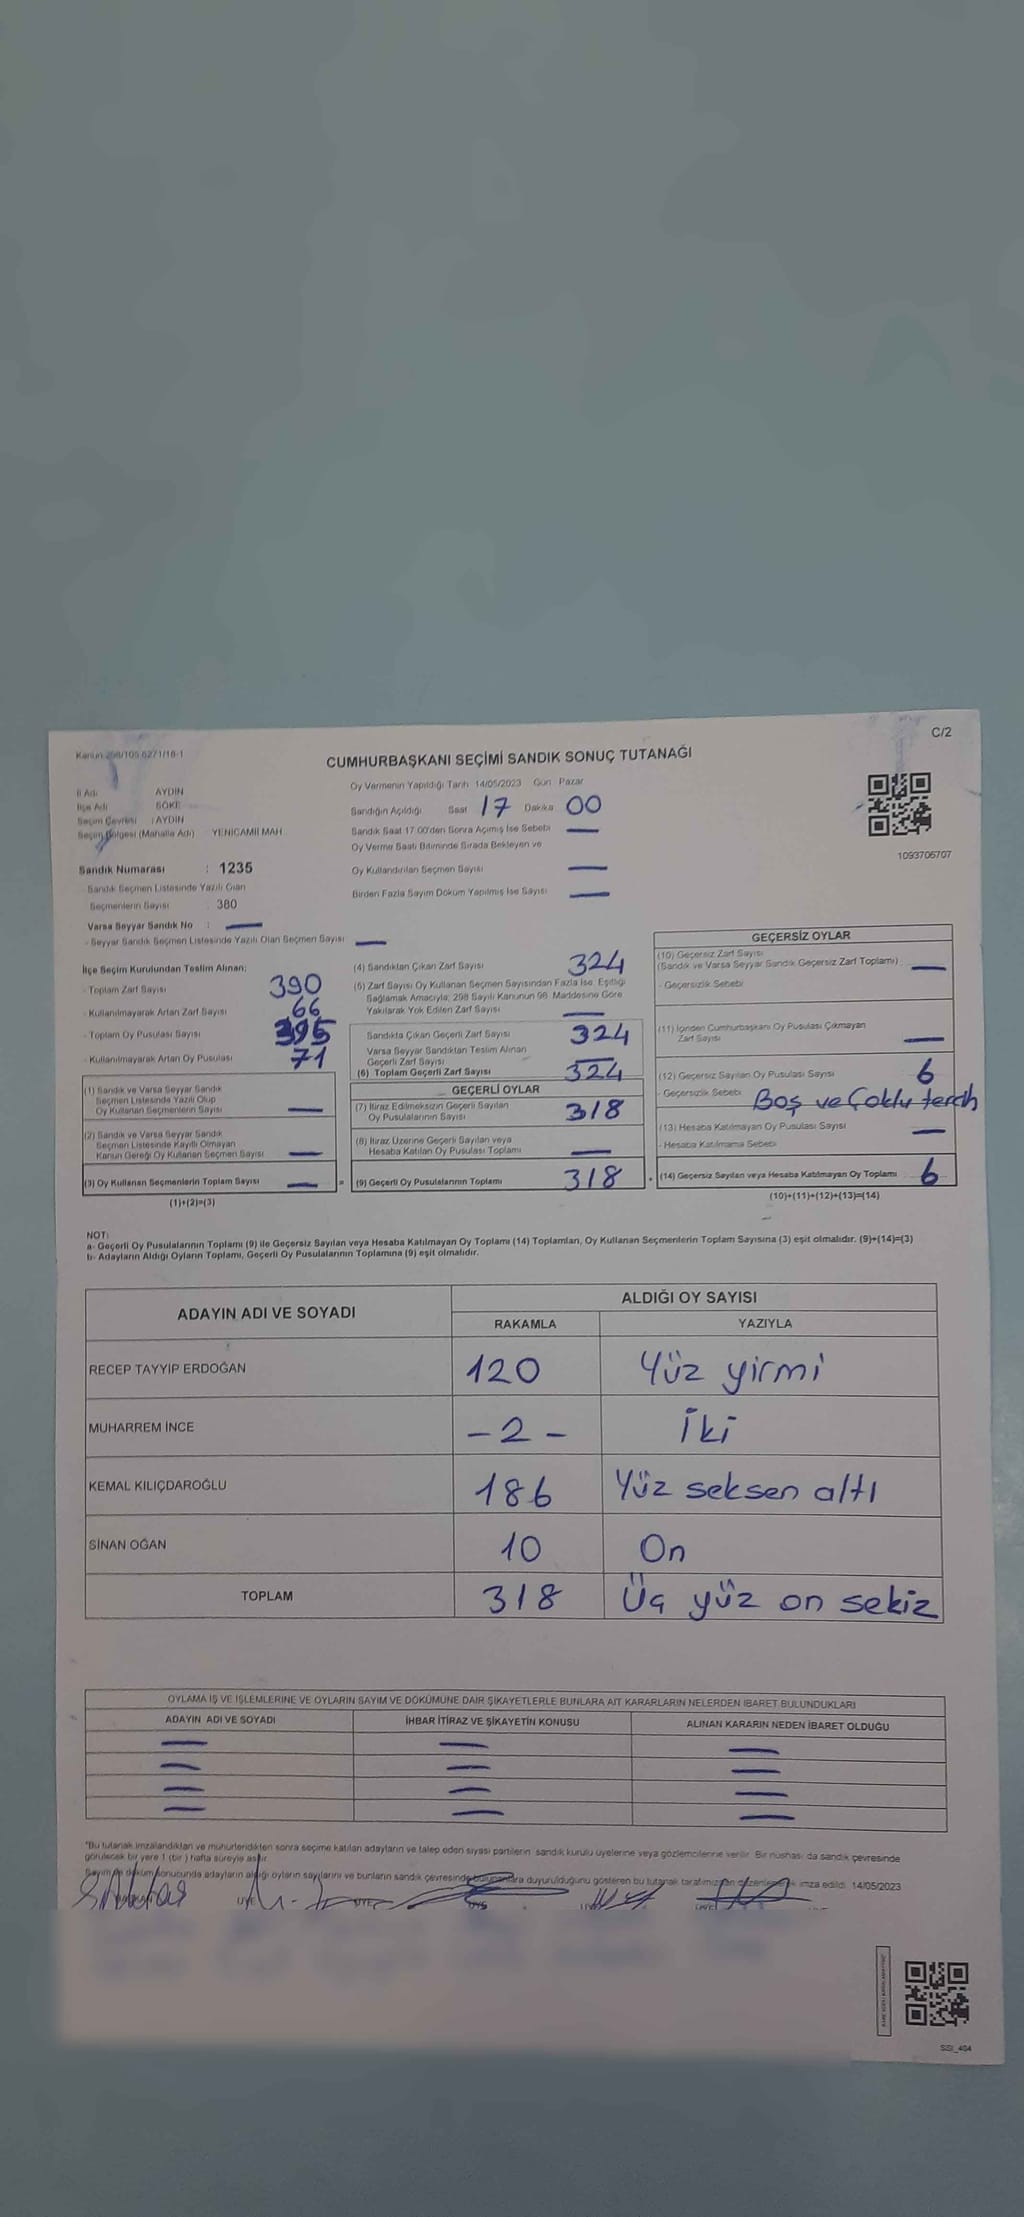 C/2
Kanun 298/105 6271/18-1
CUMHURBAŞKANI SEÇİMİ SANDIK SONUÇ TUTANAĞI
İl Adı AYDIN
İlçe Adı SÖKE
Seçim Çevresi : AYDIN
Seçim Bölgesi (Mahalle Adı) YENİCAMİİ MAH
Sandık Numarası : 1235
Sandık Seçmen Listesinde Yazılı Olan
Seçmenlerin Sayısı : 380
Varsa Seyyar Sandık No : —
- Seyyar Sandık Seçmen Listesinde Yazılı Olan Seçmen Sayısı —
Oy Vermenin Yapıldığı Tarih 14/05/2023 Gün Pazar
Sandığın Açıldığı Saat 17 Dakika 00
Sandık Saat 17.00'den Sonra Açılmış İse Sebebi —
Oy Verme Saati Bitiminde Sırada Bekleyen ve
Oy Kullandırılan Seçmen Sayısı —
Birden Fazla Sayım Döküm Yapılmış İse Sayısı —
1093706707
İlçe Seçim Kurulundan Teslim Alınan:
- Toplam Zarf Sayısı 390
- Kullanılmayarak Artan Zarf Sayısı 66
- Toplam Oy Pusulası Sayısı 395
- Kullanılmayarak Artan Oy Pusulası 71
(1) Sandık ve Varsa Seyyar Sandık
Seçmen Listesinde Yazılı Olup
Oy Kullanan Seçmenlerin Sayısı —
(2) Sandık ve Varsa Seyyar Sandık
Seçmen Listesinde Kayıtlı Olmayan
Kanun Gereği Oy Kullanan Seçmen Sayısı —
(3) Oy Kullanan Seçmenlerin Toplam Sayısı — =
(1)+(2)=(3)
(4) Sandıktan Çıkan Zarf Sayısı 324
(5) Zarf Sayısı Oy Kullanan Seçmen Sayısından Fazla İse, Eşitliği
Sağlamak Amacıyla; 298 Sayılı Kanunun 98. Maddesine Göre
Yakılarak Yok Edilen Zarf Sayısı —
Sandıkta Çıkan Geçerli Zarf Sayısı 324
Varsa Seyyar Sandıktan Teslim Alınan
Geçerli Zarf Sayısı —
(6) Toplam Geçerli Zarf Sayısı 324
GEÇERLİ OYLAR
(7) İtiraz Edilmeksizin Geçerli Sayılan
Oy Pusulalarının Sayısı 318
(8) İtiraz Üzerine Geçerli Sayılan veya
Hesaba Katılan Oy Pusulası Toplamı —
(9) Geçerli Oy Pusulalarının Toplamı 318 +
GEÇERSİZ OYLAR
(10) Geçersiz Zarf Sayısı
(Sandık ve Varsa Seyyar Sandık Geçersiz Zarf Toplamı) —
- Geçersizlik Sebebi
(11) İçinden Cumhurbaşkanı Oy Pusulası Çıkmayan
Zarf Sayısı —
(12) Geçersiz Sayılan Oy Pusulası Sayısı 6
- Geçersizlik Sebebi Boş ve Çoklu tercih
(13) Hesaba Katılmayan Oy Pusulası Sayısı —
- Hesaba Katılmama Sebebi
(14) Geçersiz Sayılan veya Hesaba Katılmayan Oy Toplamı 6
(10)+(11)+(12)+(13)=(14)
NOT:
a- Geçerli Oy Pusulalarının Toplamı (9) ile Geçersiz Sayılan veya Hesaba Katılmayan Oy Toplamı (14) Toplamları, Oy Kullanan Seçmenlerin Toplam Sayısına (3) eşit olmalıdır. (9)+(14)=(3)
b- Adayların Aldığı Oyların Toplamı, Geçerli Oy Pusulalarının Toplamına (9) eşit olmalıdır.
ADAYIN ADI VE SOYADI
ALDIĞI OY SAYISI
RAKAMLA YAZIYLA
RECEP TAYYİP ERDOĞAN 120 Yüz yirmi
MUHARREM İNCE -2- İki
KEMAL KILIÇDAROĞLU 186 Yüz seksen altı
SİNAN OĞAN 10 On
TOPLAM 318 Üç yüz on sekiz
OYLAMA İŞ VE İŞLEMLERİNE VE OYLARIN SAYIM VE DÖKÜMÜNE DAİR ŞİKAYETLERLE BUNLARA AİT KARARLARIN NELERDEN İBARET BULUNDUKLARI
ADAYIN ADI VE SOYADI İHBAR İTİRAZ VE ŞİKAYETİN KONUSU ALINAN KARARIN NEDEN İBARET OLDUĞU
— — —
— — —
— — —
— — —
"Bu tutanak imzalandıktan ve mühürlendikten sonra seçime katılan adayların ve talep eden siyasi partilerin sandık kurulu üyelerine veya gözlemcilerine verilir. Bir nüshası da sandık çevresinde
görülecek bir yere 1 (bir) hafta süreyle asılır.
Sayım ve döküm sonucunda adayların aldığı oyların sayılarını ve bunların sandık çevresinde bulunanlara duyurulduğunu gösteren bu tutanak tarafımızdan düzenlenerek imza edildi. 14/05/2023
ÜYE ÜYE ÜYE
SSI_404